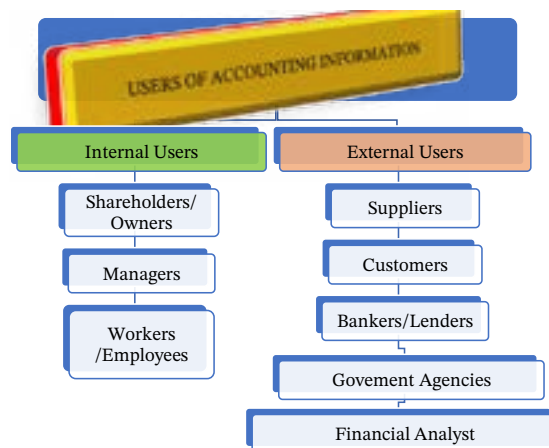 USERS OF ACCOUNTING INFORMATION
Internal Users
External Users
Shareholders/
Owners
Suppliers
Managers
Customers
Workers
/Employees
Bankers/Lenders
Govement Agencies
Financial Analyst